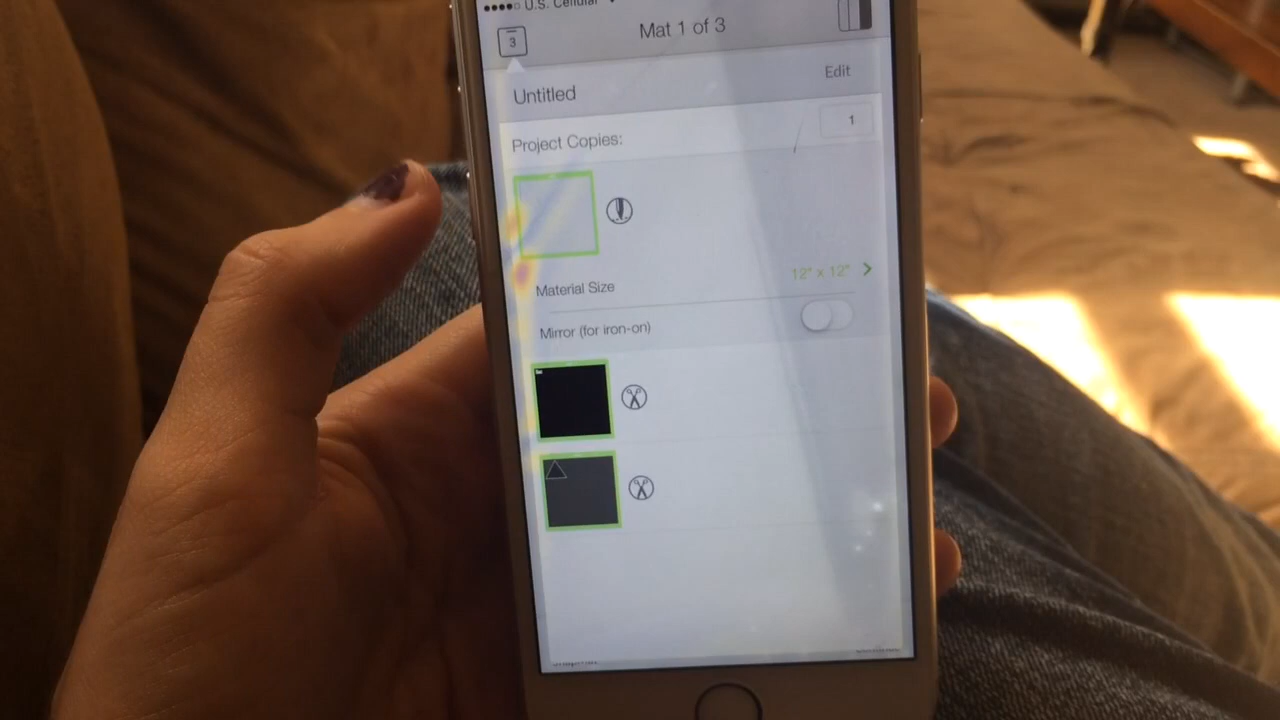 U.S. Cellular
3
Mat 1 of 3
Edit
Untitled
Project Copies:
1
Material Size
12" x 12"
Mirror (for iron-on)